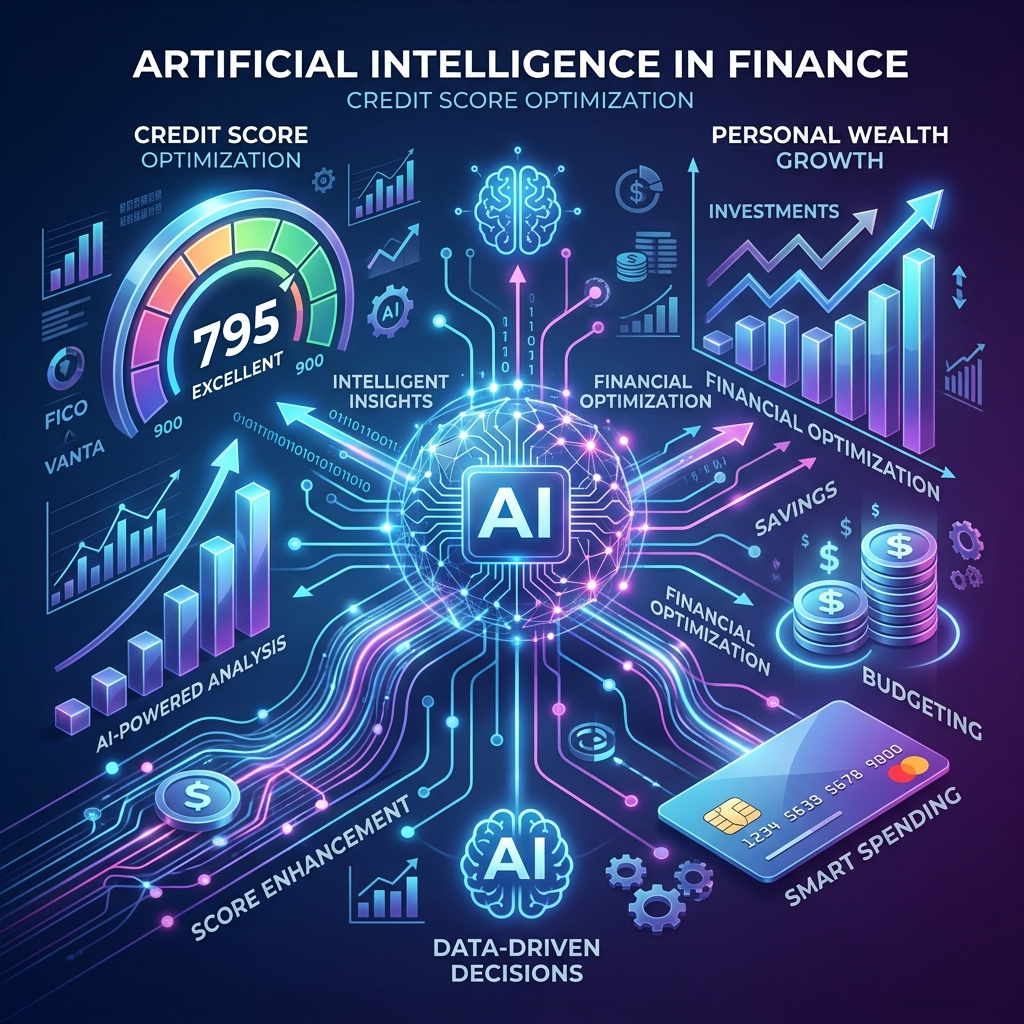 ARTIFICIAL INTELLIGENCE IN FINANCE
CREDIT SCORE OPTIMIZATION
CREDIT SCORE
OPTIMIZATION
PERSONAL WEALTH
GROWTH
INVESTMENTS
AI
795
EXCELLENT
900
900
FICO
VANTA
INTELLIGENT
INSIGHTS
FINANCIAL
OPTIMIZATION
FINANCIAL OPTIMIZATION
AI
SAVINGS
$
$
$
$
$
$
FINANCIAL
OPTIMIZATION
AI-POWERED ANALYSIS
BUDGETING
$
1234 5638 5678 9800
SCORE ENHANCEMENT
SMART SPENDING
AI
DATA-DRIVEN
DECISIONS